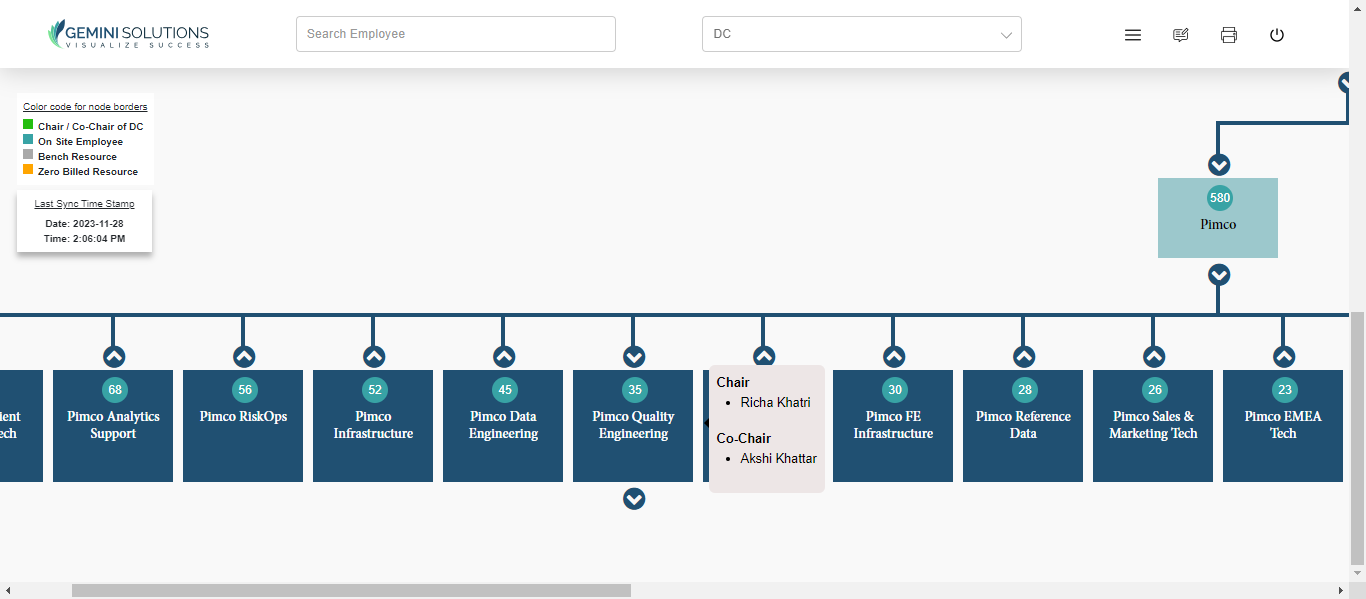 GEMINI SOLUTIONS
VISUALIZE SUCCESS
Search Employee
DC
Color code for node borders
Chair / Co-Chair of DC
On Site Employee
Bench Resource
Zero Billed Resource
Last Sync Time Stamp
Date: 2023-11-28
Time: 2:06:04 PM
580
Pimco
ient
ech
68
Pimco Analytics
Support
56
Pimco RiskOps
52
Pimco
Infrastructure
45
Pimco Data
Engineering
35
Pimco Quality
Engineering
Chair
• Richa Khatri
Co-Chair
• Akshi Khattar
30
Pimco FE
Infrastructure
28
Pimco Reference
Data
26
Pimco Sales &
Marketing Tech
23
Pimco EMEA
Tech